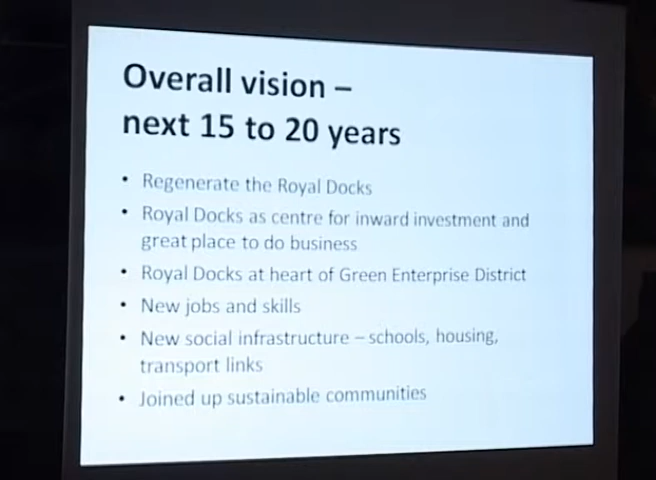 Overall vision –
next 15 to 20 years
• Regenerate the Royal Docks
• Royal Docks as centre for inward investment and
great place to do business
• Royal Docks at heart of Green Enterprise District
• New jobs and skills
• New social infrastructure – schools, housing,
transport links
• Joined up sustainable communities